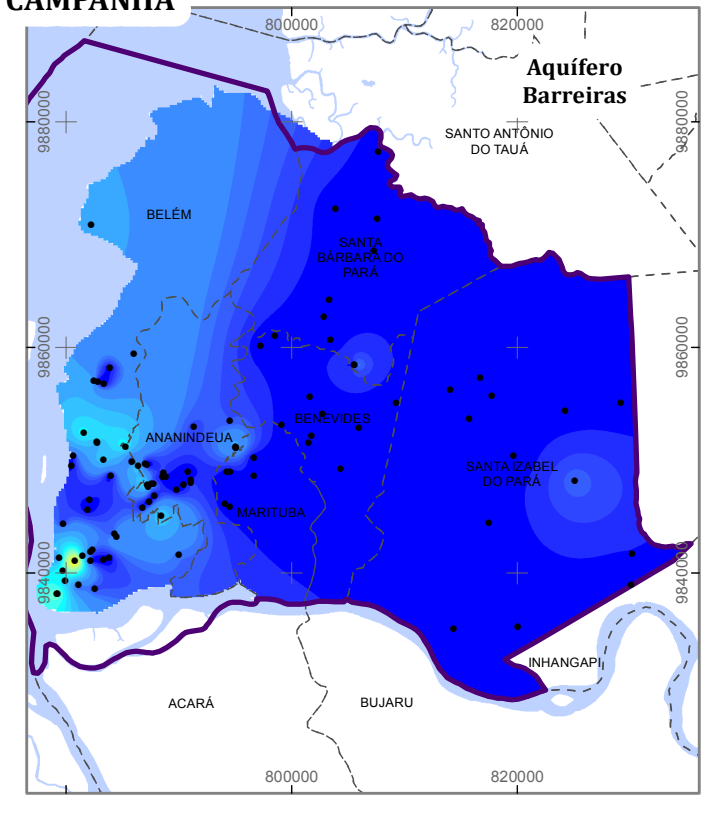 CAMPANHA
800000
820000
Aquífero
Barreiras
9880000
9880000
SANTO ANTÔNIO
DO TAUÁ
BELÉM
SANTA
BÁRBARA DO
PARÁ
9860000
9860000
ANANINDEUA
BENEVIDES
SANTA IZABEL
DO PARÁ
MARITUBA
9840000
9840000
INHANGAPI
ACARÁ
BUJARU
800000
820000